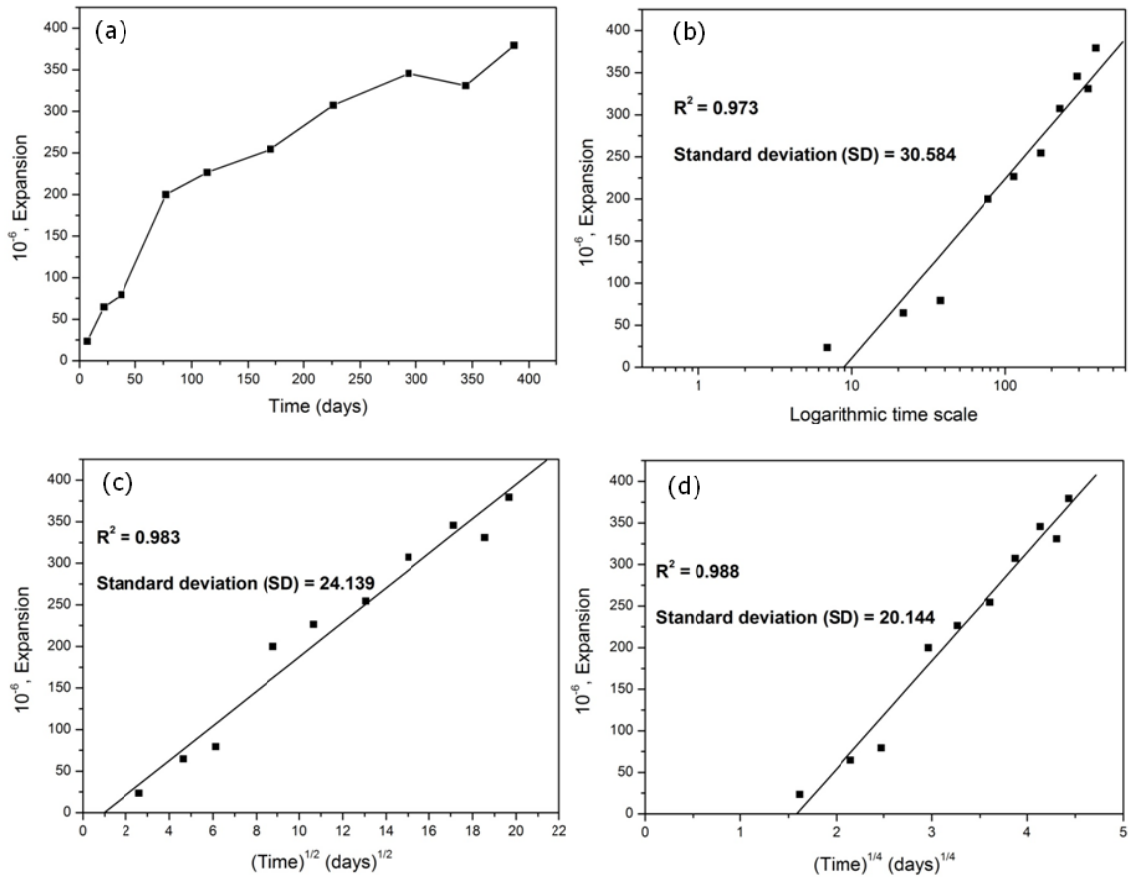 (a)
10⁻⁶, Expansion
400
350
300
250
200
150
100
50
0
0 50 100 150 200 250 300 350 400
Time (days)
(b)
10⁻⁶, Expansion
400
350
300
250
200
150
100
50
0
R² = 0.973
Standard deviation (SD) = 30.584
1 10 100
Logarithmic time scale
(c)
10⁻⁶, Expansion
400
350
300
250
200
150
100
50
0
R² = 0.983
Standard deviation (SD) = 24.139
0 2 4 6 8 10 12 14 16 18 20 22
(Time)¹/² (days)¹/²
(d)
10⁻⁶, Expansion
400
350
300
250
200
150
100
50
0
R² = 0.988
Standard deviation (SD) = 20.144
0 1 2 3 4 5
(Time)¹/⁴ (days)¹/⁴